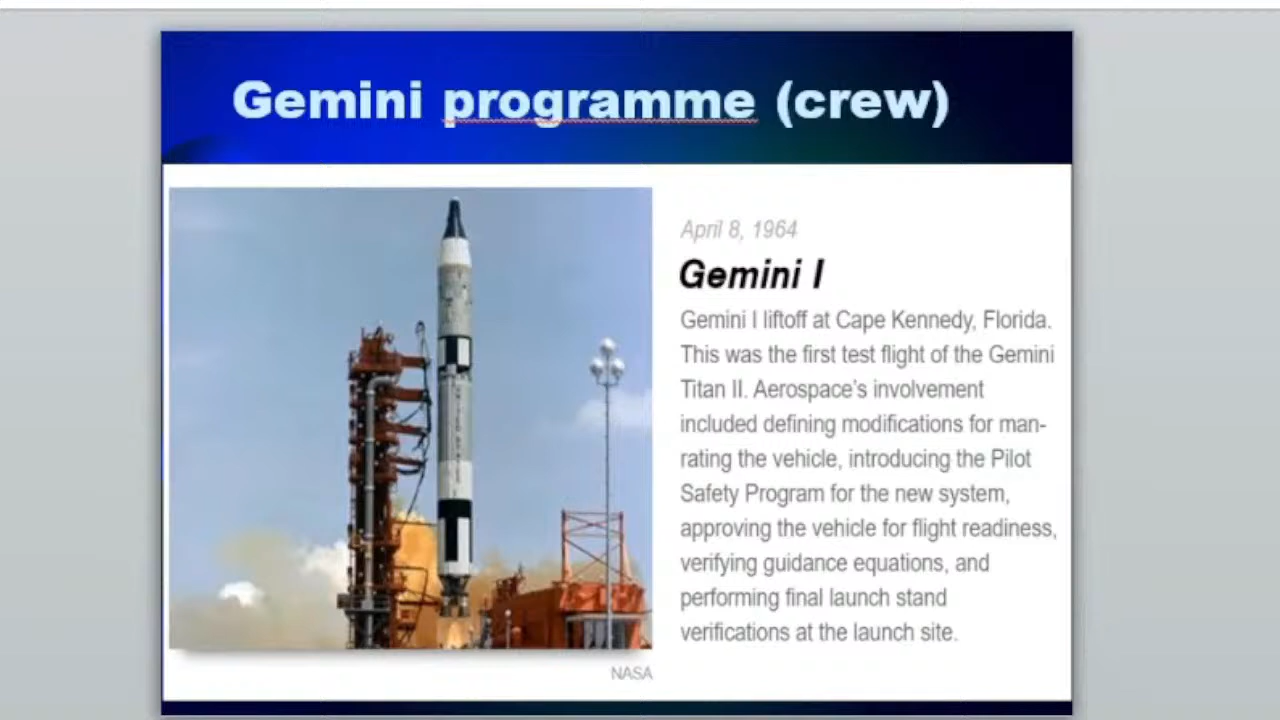 Gemini programme (crew)
April 8, 1964
Gemini I
Gemini I liftoff at Cape Kennedy, Florida.
This was the first test flight of the Gemini
Titan II. Aerospace's involvement
included defining modifications for man-
rating the vehicle, introducing the Pilot
Safety Program for the new system,
approving the vehicle for flight readiness,
verifying guidance equations, and
performing final launch stand
verifications at the launch site.
NASA